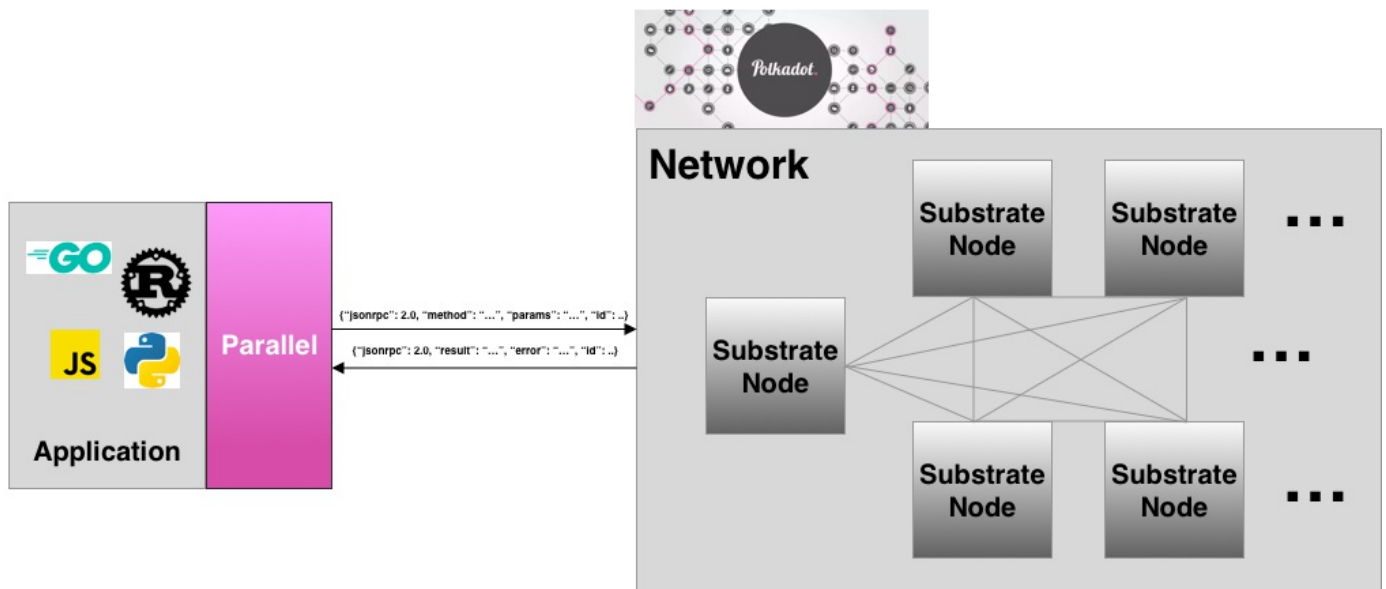 Polkadot.
Network
Substrate
Node
Substrate
Node
...
GO
R
JS
Parallel
Application
{“jsonrpc”: 2.0, “method”: “...”, “params”: “...”, “id”: ..}
{“jsonrpc”: 2.0, “result”: “...”, “error”: “...”, “id”: ..}
Substrate
Node
...
Substrate
Node
Substrate
Node
...